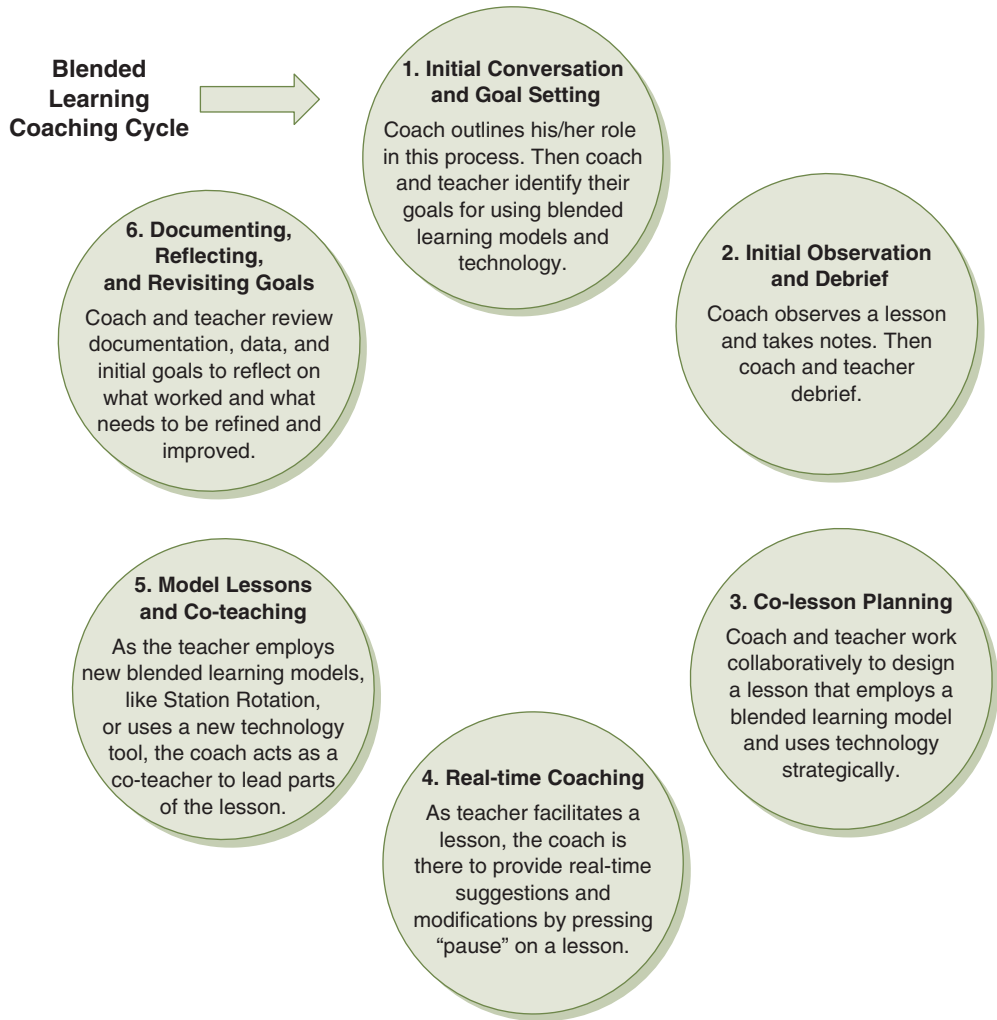 Blended
Learning
Coaching Cycle
1. Initial Conversation
and Goal Setting
Coach outlines his/her role
in this process. Then coach
and teacher identify their
goals for using blended
learning models and
technology.
2. Initial Observation
and Debrief
Coach observes a lesson
and takes notes. Then
coach and teacher
debrief.
3. Co-lesson Planning
Coach and teacher work
collaboratively to design
a lesson that employs a
blended learning model
and uses technology
strategically.
4. Real-time Coaching
As teacher facilitates a
lesson, the coach is
there to provide real-time
suggestions and
modifications by pressing
“pause” on a lesson.
5. Model Lessons
and Co-teaching
As the teacher employs
new blended learning models,
like Station Rotation,
or uses a new technology
tool, the coach acts as a
co-teacher to lead parts
of the lesson.
6. Documenting,
Reflecting,
and Revisiting Goals
Coach and teacher review
documentation, data, and
initial goals to reflect on
what worked and what
needs to be refined and
improved.